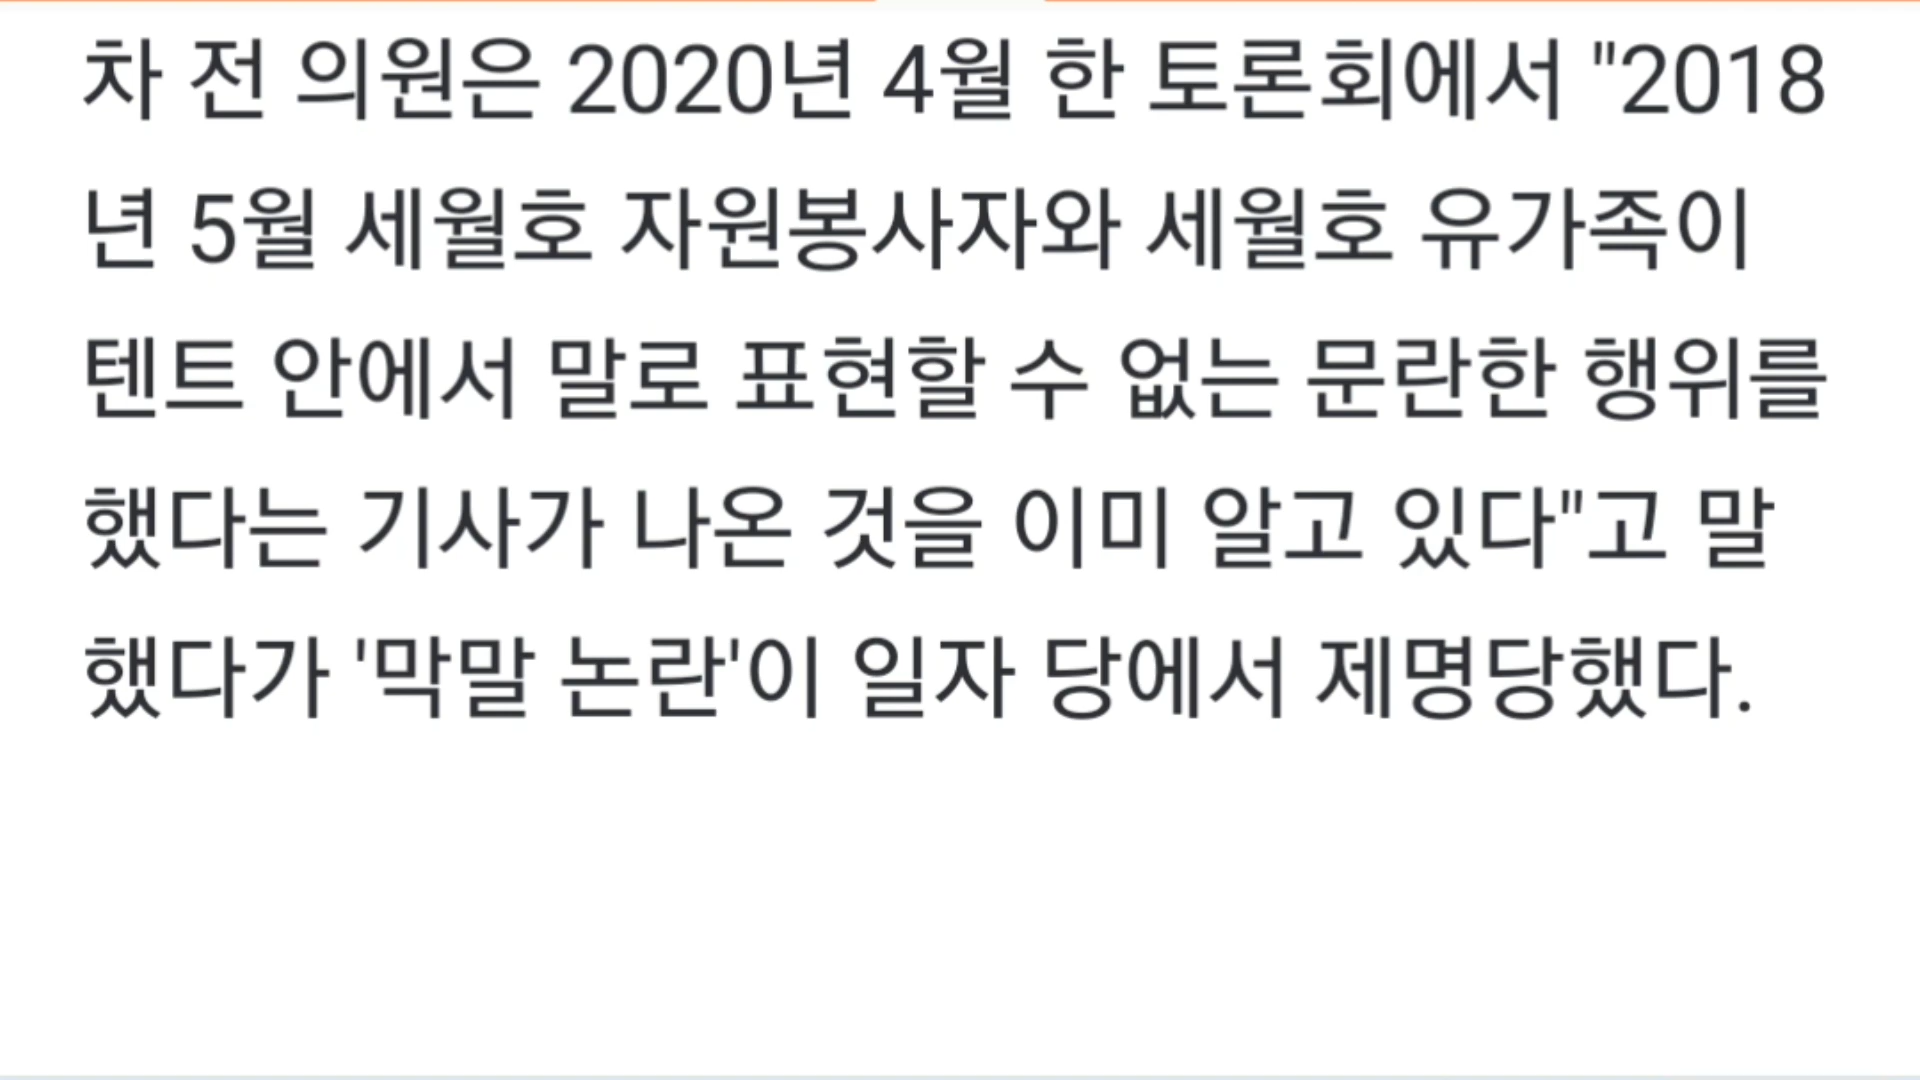 차 전 의원은 2020년 4월 한 토론회에서 "2018
년 5월 세월호 자원봉사자와 세월호 유가족이
텐트 안에서 말로 표현할 수 없는 문란한 행위를
했다는 기사가 나온 것을 이미 알고 있다"고 말
했다가 '막말 논란'이 일자 당에서 제명당했다.